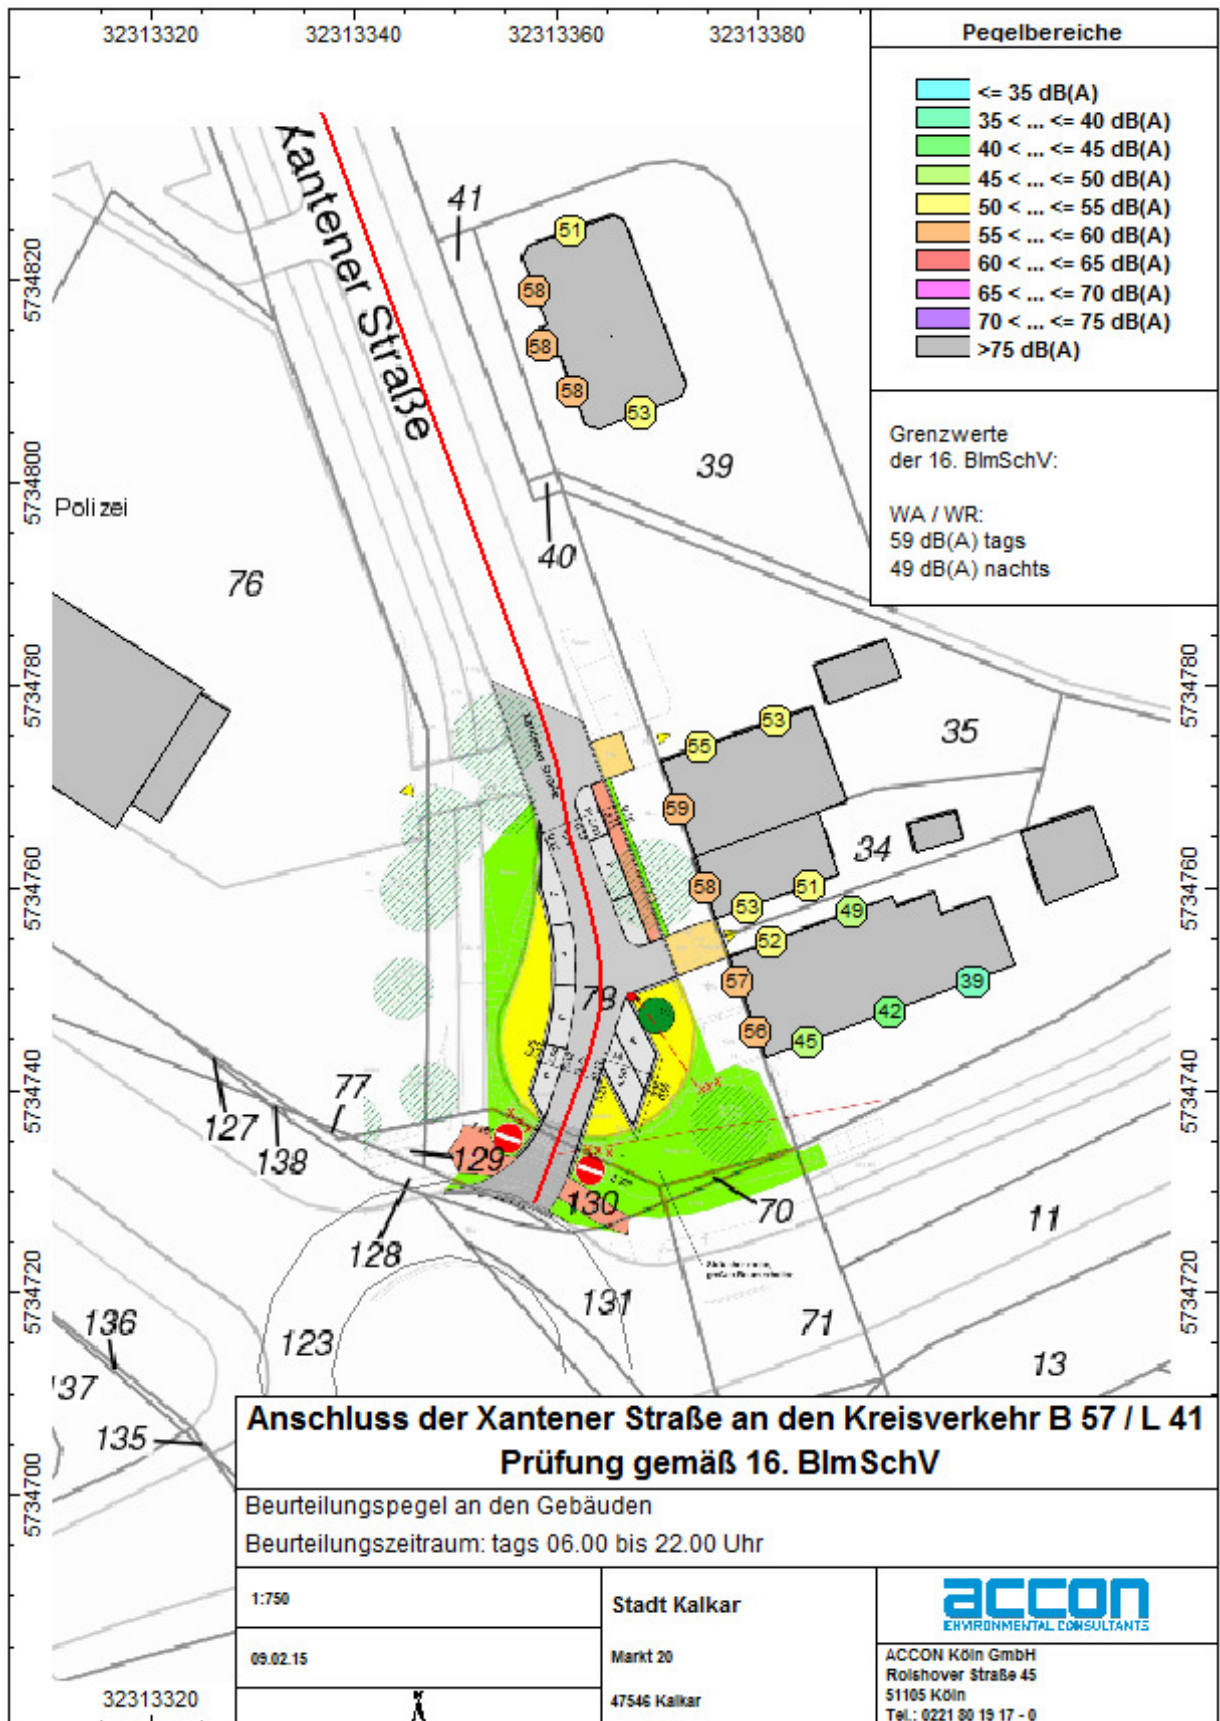 32313320
32313340
32313360
32313380
Pegelbereiche
<= 35 dB(A)
35 < ... <= 40 dB(A)
40 < ... <= 45 dB(A)
45 < ... <= 50 dB(A)
50 < ... <= 55 dB(A)
55 < ... <= 60 dB(A)
60 < ... <= 65 dB(A)
65 < ... <= 70 dB(A)
70 < ... <= 75 dB(A)
>75 dB(A)
Grenzwerte
der 16. BImSchV:
WA / WR:
59 dB(A) tags
49 dB(A) nachts
Xantener Straße
41
51
58
58
58
53
39
40
5734820
5734800
Polizei
76
5734780
5734780
Xantener Straße
53
55
59
35
34
58
53
51
49
52
57
56
45
42
39
5734760
5734760
78
5734740
5734740
77
127
138
129
130
128
70
11
131
71
13
123
136
137
135
5734720
5734720
5734700
Anschluss der Xantener Straße an den Kreisverkehr B 57 / L 41
Prüfung gemäß 16. BImSchV
Beurteilungspegel an den Gebäuden
Beurteilungszeitraum: tags 06.00 bis 22.00 Uhr
1:750
09.02.15
N
Stadt Kalkar
Markt 20
47546 Kalkar
accon
ENVIRONMENTAL CONSULTANTS
ACCON Köln GmbH
Rolshover Straße 45
51105 Köln
Tel.: 0221 80 19 17 - 0
32313320